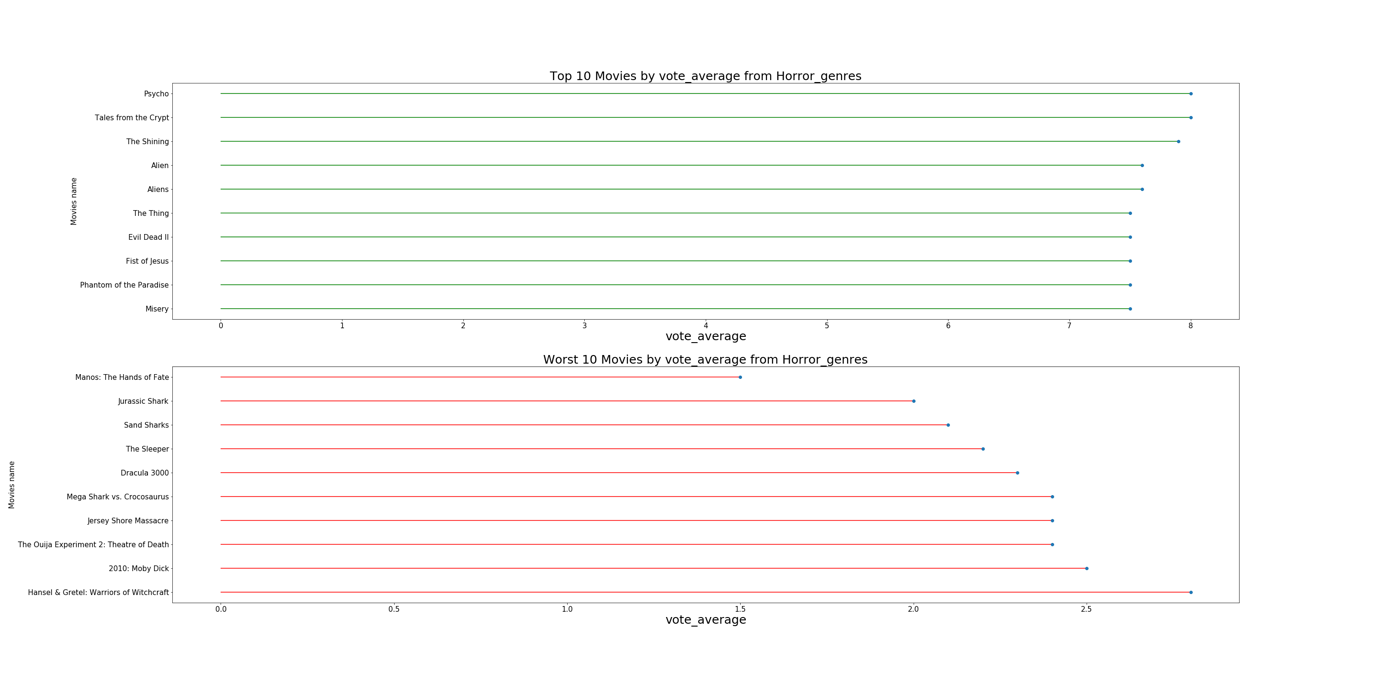 Top 10 Movies by vote_average from Horror_genres
Movies name
Psycho
Tales from the Crypt
The Shining
Alien
Aliens
The Thing
Evil Dead II
Fist of Jesus
Phantom of the Paradise
Misery
0 1 2 3 4 5 6 7 8
vote_average
Worst 10 Movies by vote_average from Horror_genres
Movies name
Manos: The Hands of Fate
Jurassic Shark
Sand Sharks
The Sleeper
Dracula 3000
Mega Shark vs. Crocosaurus
Jersey Shore Massacre
The Ouija Experiment 2: Theatre of Death
2010: Moby Dick
Hansel & Gretel: Warriors of Witchcraft
0.0 0.5 1.0 1.5 2.0 2.5
vote_average